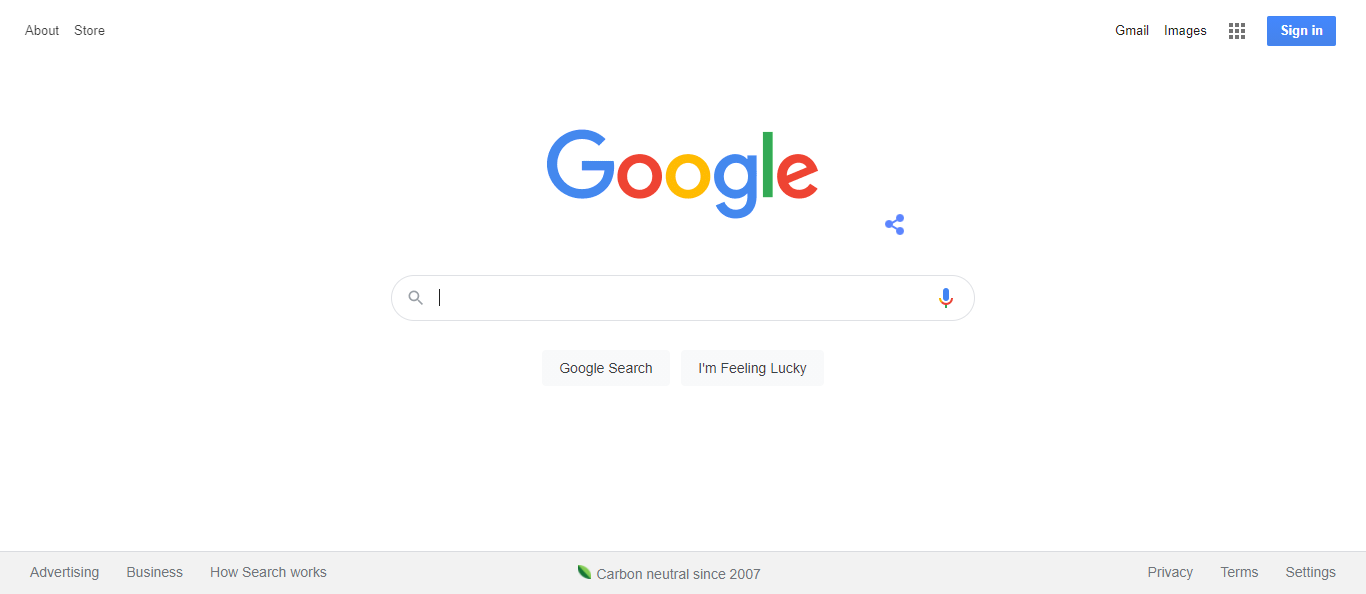 About Store
Gmail Images Sign in
Google
Google Search I'm Feeling Lucky
Advertising Business How Search works Carbon neutral since 2007 Privacy Terms Settings